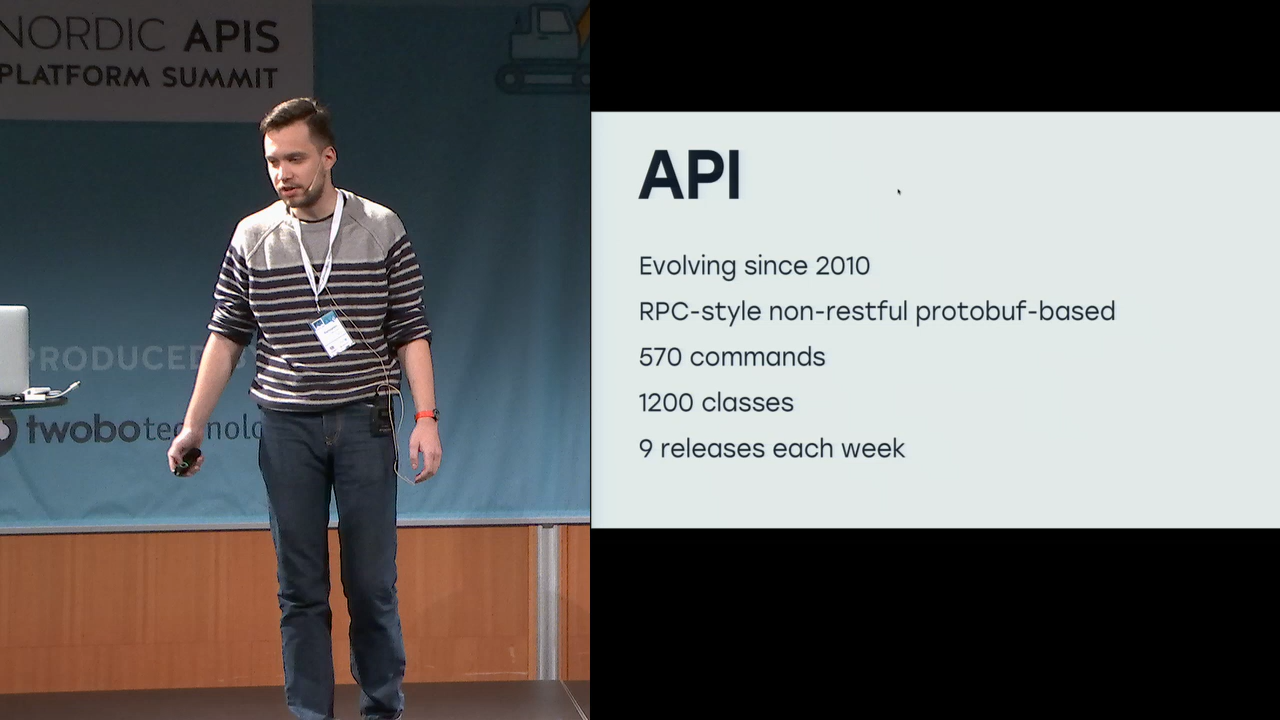 NORDIC APIS
PLATFORM SUMMIT
PRODUCED B
twobotechnolo
API
Evolving since 2010
RPC-style non-restful protobuf-based
570 commands
1200 classes
9 releases each week